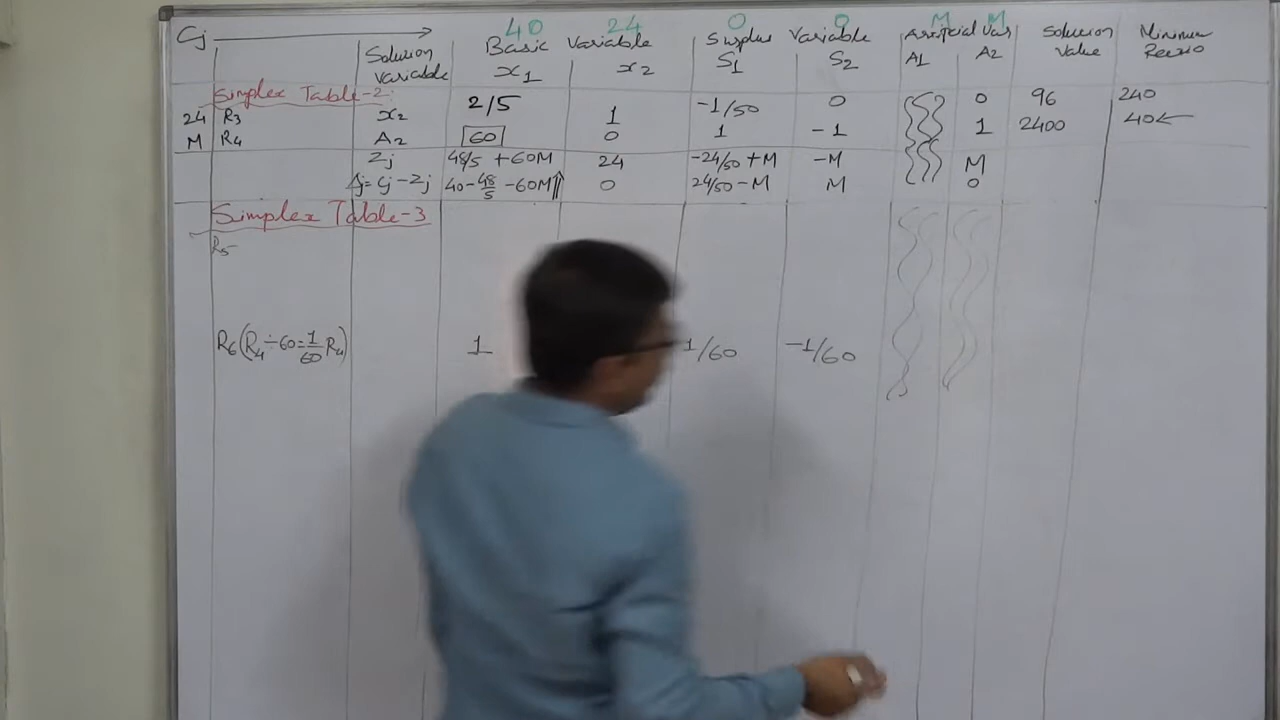 40 24 0 0 M M
Cj Basic Variable Surplus Variable Artificial Var Solution Minimum
Solution Value
variable x1 x2 S1 S2 A1 A2
Simplex Table-2
24 R3 x2 2/5 1 -1/50 0 0 96 240
M R4 A2 60 0 1 -1 1 2400 40←
Zj 48/5 +60M 24 -24/50 +M -M M
Δj=Cj-Zj 40-48/5 -60M 0 24/50-M M 0
Simplex Table-3
R5
R6(R4÷60=1/60 R4) 1 1/60 -1/60